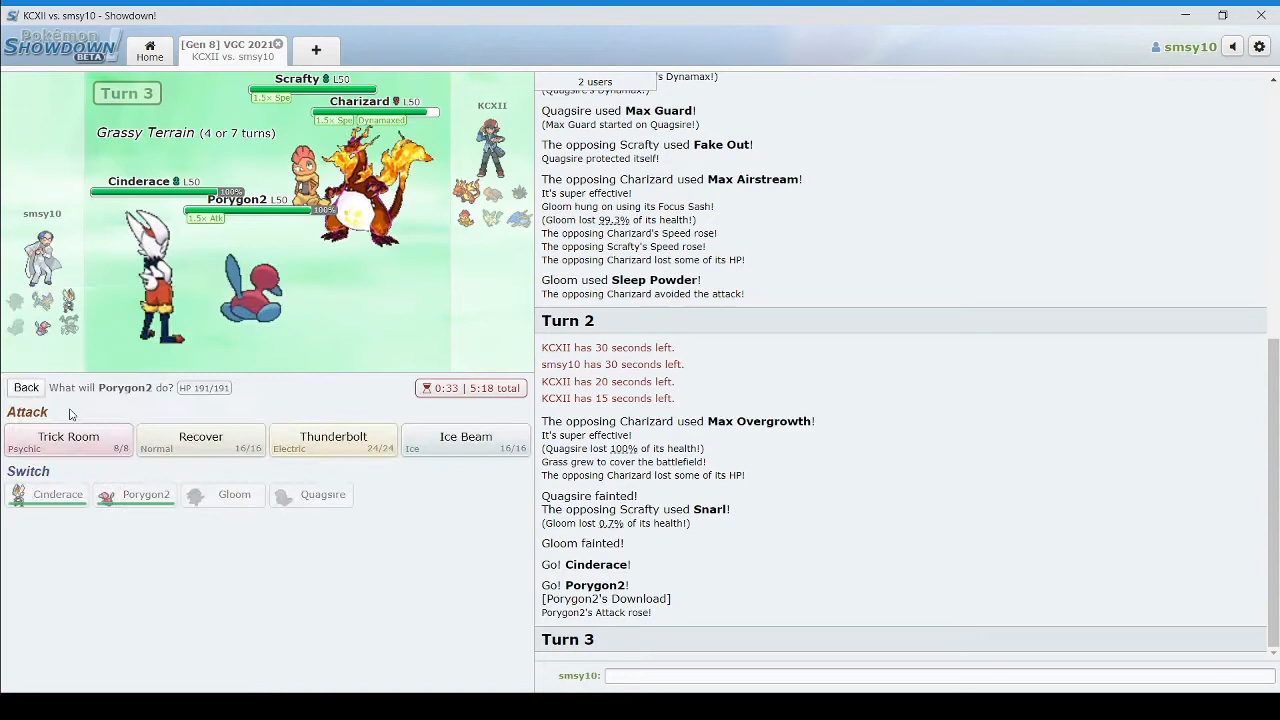 KCXII vs. smsy10 - Showdown!
Pokémon
SHOWDOWN
BETA
Home
[Gen 8] VGC 2021
KCXII vs. smsy10
+
smsy10
Turn 3
Scrafty L50
1.5× Spe
Charizard L50
1.5× Spe Dynamaxed
KCXII
Grassy Terrain (4 or 7 turns)
Cinderace L50
100%
Porygon2 L50
100%
1.5× Atk
smsy10
Back What will Porygon2 do? HP 191/191
0:33 | 5:18 total
Attack
Trick Room
Psychic 8/8
Recover
Normal 16/16
Thunderbolt
Electric 24/24
Ice Beam
Ice 16/16
Switch
Cinderace Porygon2 Gloom Quagsire
2 users
's Dynamax!)
(Quagsire's Dynamax!)
Quagsire used Max Guard!
(Max Guard started on Quagsire!)
The opposing Scrafty used Fake Out!
Quagsire protected itself!
The opposing Charizard used Max Airstream!
It's super effective!
Gloom hung on using its Focus Sash!
(Gloom lost 99.3% of its health!)
The opposing Charizard's Speed rose!
The opposing Scrafty's Speed rose!
The opposing Charizard lost some of its HP!
Gloom used Sleep Powder!
The opposing Charizard avoided the attack!
Turn 2
KCXII has 30 seconds left.
smsy10 has 30 seconds left.
KCXII has 20 seconds left.
KCXII has 15 seconds left.
The opposing Charizard used Max Overgrowth!
It's super effective!
(Quagsire lost 100% of its health!)
Grass grew to cover the battlefield!
The opposing Charizard lost some of its HP!
Quagsire fainted!
The opposing Scrafty used Snarl!
(Gloom lost 0.7% of its health!)
Gloom fainted!
Go! Cinderace!
Go! Porygon2!
[Porygon2's Download]
Porygon2's Attack rose!
Turn 3
smsy10: